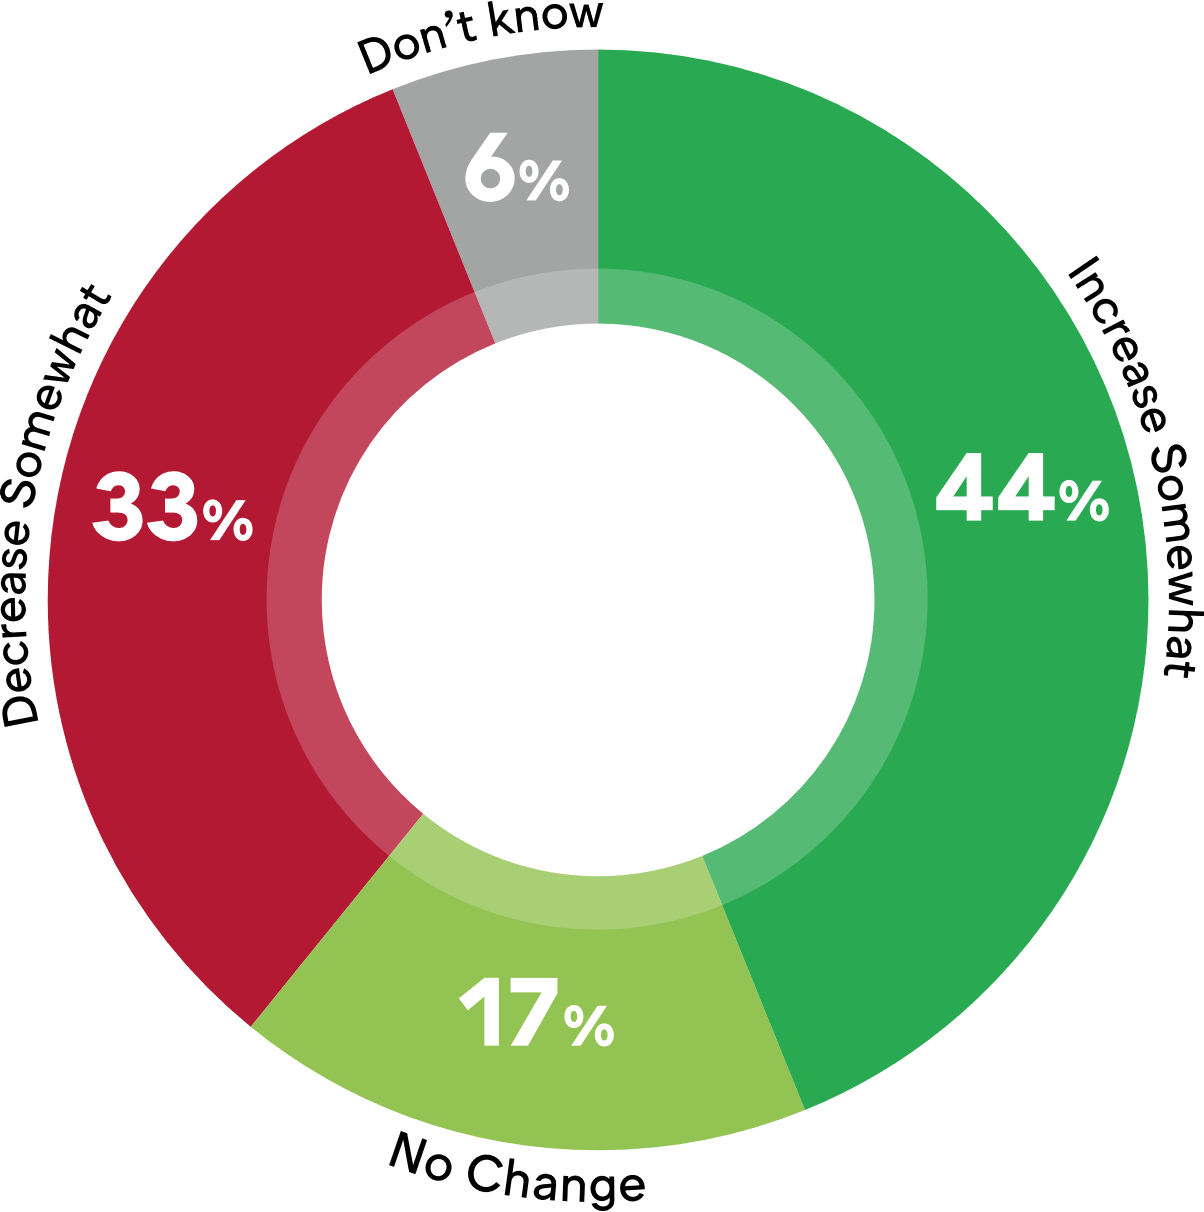 Don’t know
6%
Increase Somewhat
44%
Decrease Somewhat
33%
17%
No Change